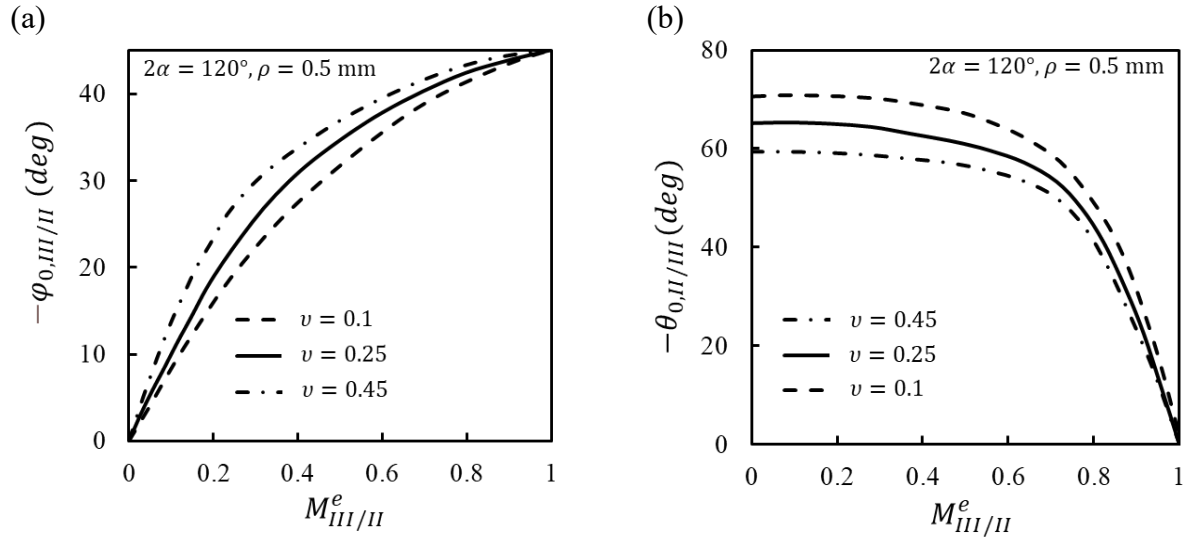 (a)
2α = 120°, ρ = 0.5 mm
40
30
20
10
0
−φ₀,III/II (deg)
υ = 0.1
υ = 0.25
υ = 0.45
0 0.2 0.4 0.6 0.8 1
M^e_III/II
(b)
2α = 120°, ρ = 0.5 mm
80
60
40
20
0
−θ₀,II/III (deg)
υ = 0.45
υ = 0.25
υ = 0.1
0 0.2 0.4 0.6 0.8 1
M^e_III/II